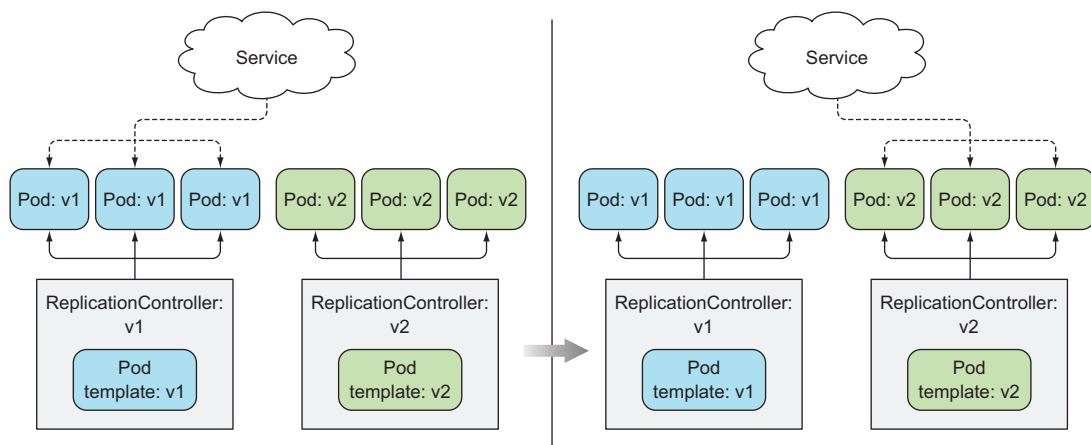 Service
Service
Pod: v1
Pod: v1
Pod: v1
Pod: v2
Pod: v2
Pod: v2
Pod: v1
Pod: v1
Pod: v1
Pod: v2
Pod: v2
Pod: v2
ReplicationController:
v1
Pod
template: v1
ReplicationController:
v2
Pod
template: v2
ReplicationController:
v1
Pod
template: v1
ReplicationController:
v2
Pod
template: v2